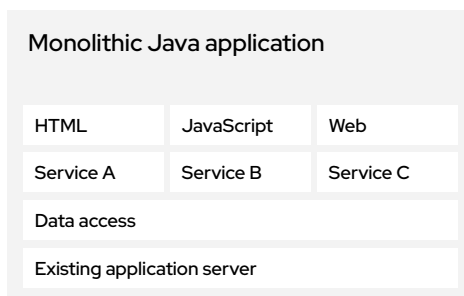 Monolithic Java application
HTML JavaScript Web
Service A Service B Service C
Data access
Existing application server